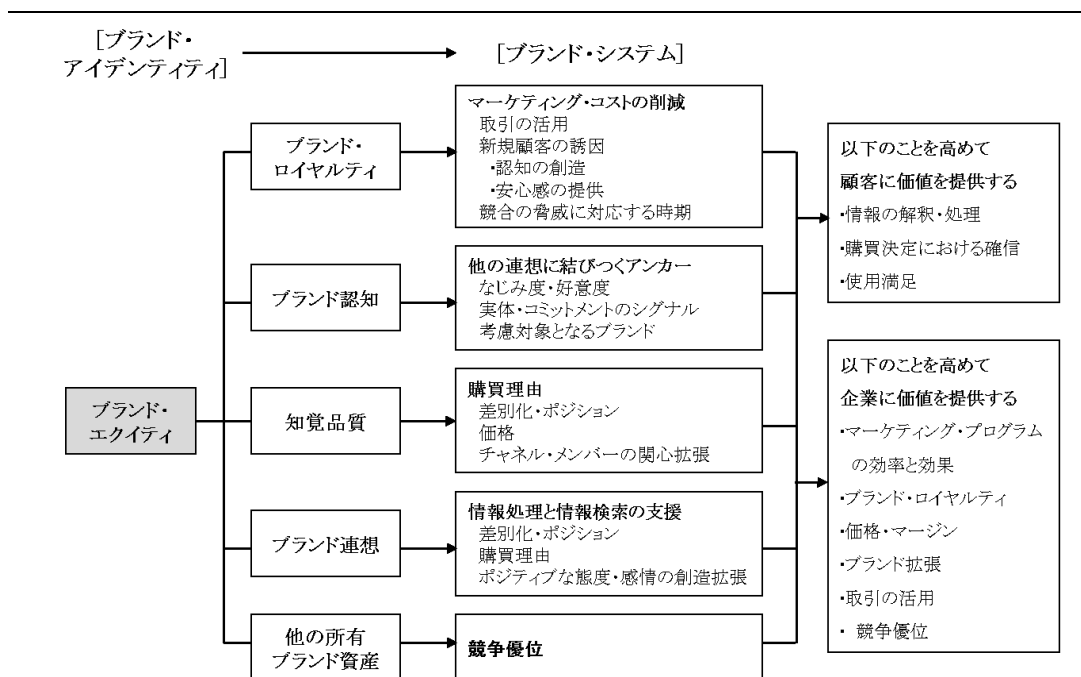 [ブランド・
アイデンティティ]
[ブランド・システム]
ブランド・
エクイティ
ブランド・
ロイヤルティ
マーケティング・コストの削減
取引の活用
新規顧客の誘因
・認知の創造
・安心感の提供
競合の脅威に対応する時期
ブランド認知
他の連想に結びつくアンカー
なじみ度・好意度
実体・コミットメントのシグナル
考慮対象となるブランド
知覚品質
購買理由
差別化・ポジション
価格
チャネル・メンバーの関心拡張
ブランド連想
情報処理と情報検索の支援
差別化・ポジション
購買理由
ポジティブな態度・感情の創造拡張
他の所有
ブランド資産
競争優位
以下のことを高めて
顧客に価値を提供する
・情報の解釈・処理
・購買決定における確信
・使用満足
以下のことを高めて
企業に価値を提供する
・マーケティング・プログラム
の効率と効果
・ブランド・ロイヤルティ
・価格・マージン
・ブランド拡張
・取引の活用
・ 競争優位